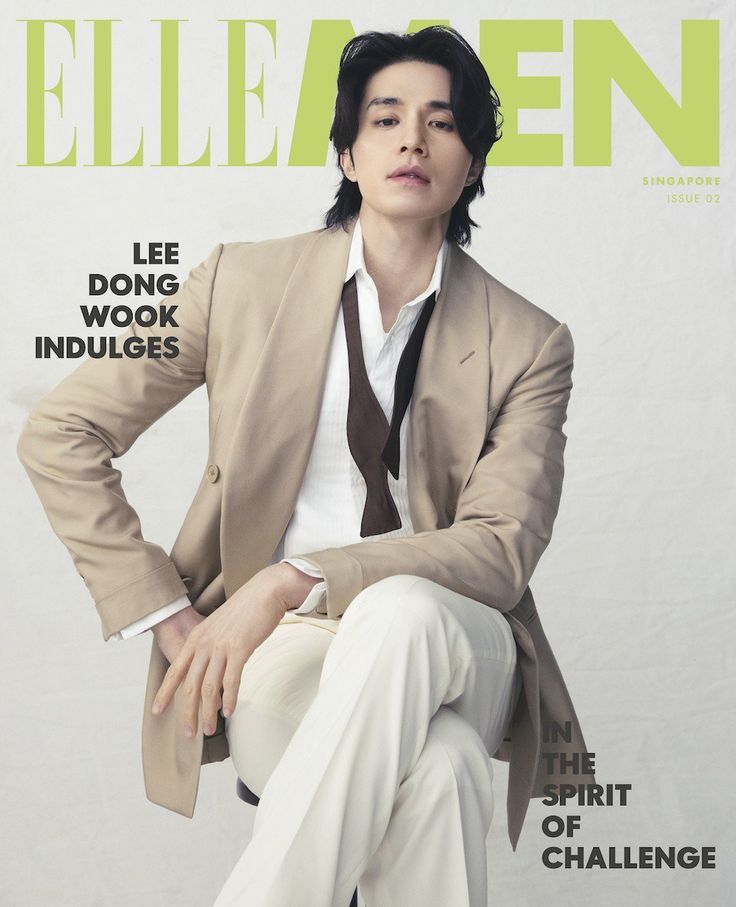 ELLEMEN
SINGAPORE
ISSUE 02
LEE
DONG
WOOK
INDULGES
IN
THE
SPIRIT
OF
CHALLENGE